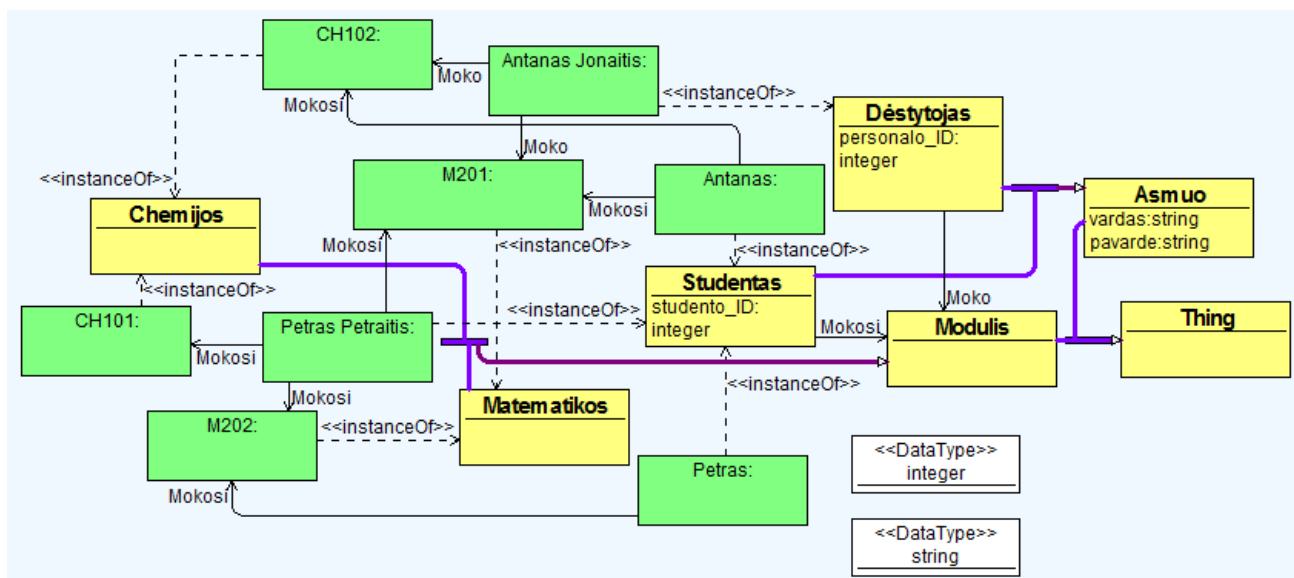 CH102:
Antanas Jonaitis:
Moko
Mokosi
<<instanceOf>>
Dėstytojas
personalo_ID:
integer
Moko
M201:
Antanas:
<<instanceOf>>
Asmuo
vardas:string
pavarde:string
Chemijos
Mokosi
Mokosi
<<instanceOf>>
<<instanceOf>>
Studentas
studento_ID:
integer
<<instanceOf>>
Moko
CH101:
Petras Petraitis:
<<instanceOf>>
Mokosi
Modulis
Thing
Mokosi
<<instanceOf>>
Mokosi
Matematikos
M202:
<<instanceOf>>
Petras:
<<DataType>>
integer
Mokosi
<<DataType>>
string